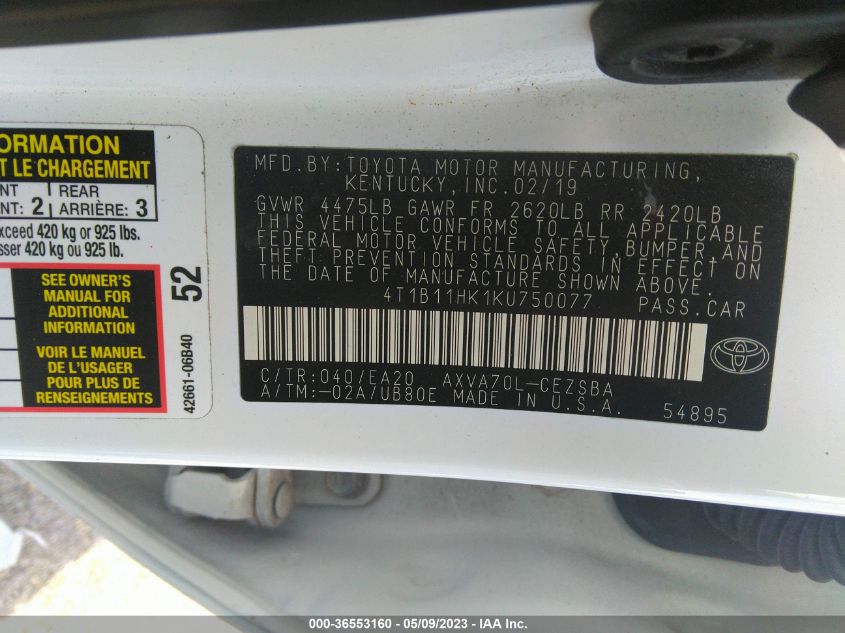 ORMATION
T LE CHARGEMENT
NT REAR
NT: 2 ARRIÈRE: 3
xceed 420 kg or 925 lbs.
sser 420 kg ou 925 lb.
SEE OWNER'S
MANUAL FOR
ADDITIONAL
INFORMATION
VOIR LE MANUEL
DE L'USAGER
POUR PLUS DE
RENSEIGNEMENTS
52
42661-06B40
MFD.BY:TOYOTA MOTOR MANUFACTURING,
KENTUCKY, INC.02/19
GVWR 4475LB GAWR FR 2620LB RR 2420LB
THIS VEHICLE CONFORMS TO ALL APPLICABLE
FEDERAL MOTOR VEHICLE SAFETY, BUMPER, AND
THEFT PREVENTION STANDARDS IN EFFECT ON
THE DATE OF MANUFACTURE SHOWN ABOVE.
4T1B11HK1KU750077 PASS.CAR
C/TR:040/EA20 AXVA70L-CEZSBA
A/TM:-02A/UB80E MADE IN U.S.A. 54895
000-36553160 - 05/09/2023 - IAA Inc.